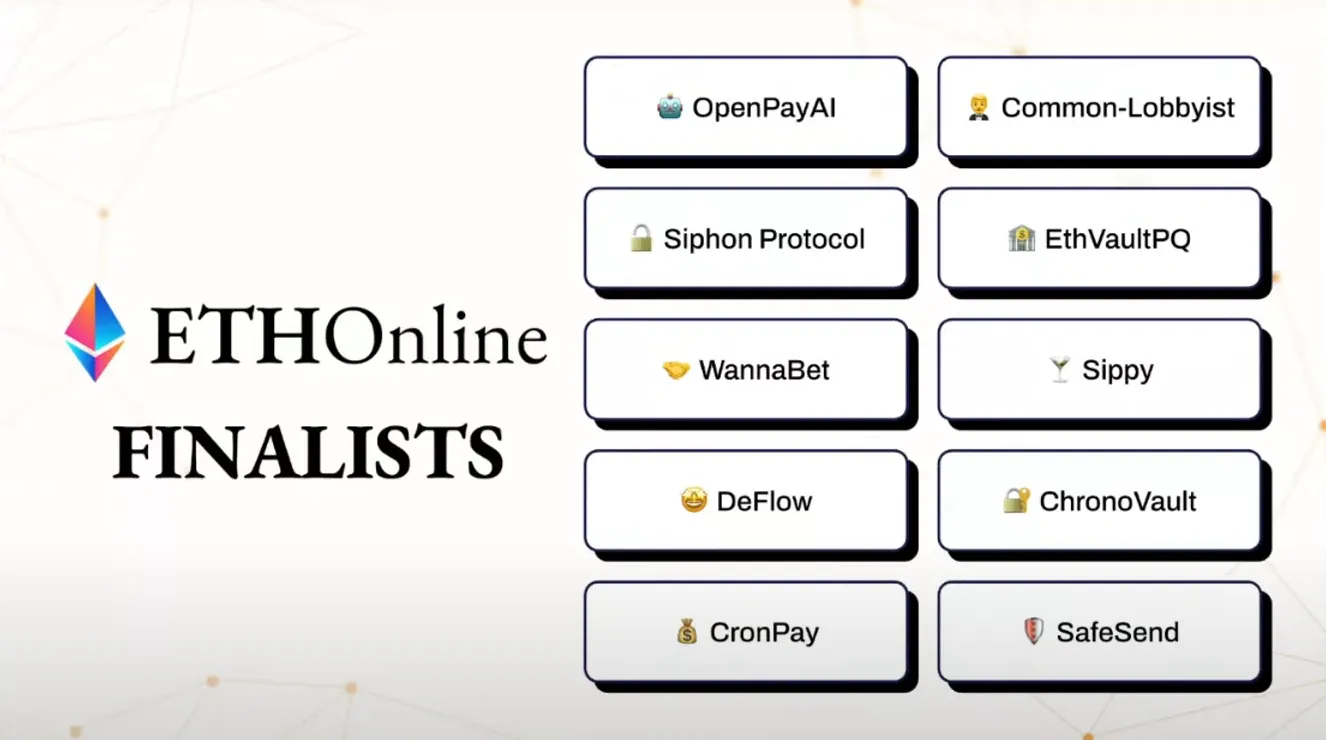 ETHOnline
FINALISTS
🤖 OpenPayAI
🤵 Common-Lobbyist
🔓 Siphon Protocol
🏦 EthVaultPQ
🤝 WannaBet
🍸 Sippy
🤩 DeFlow
🔐 ChronoVault
💰 CronPay
🛡️ SafeSend